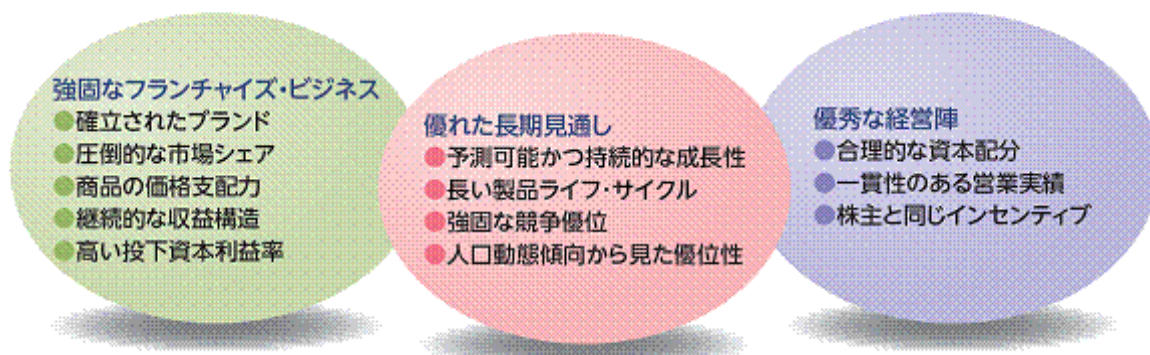 強固なフランチャイズ・ビジネス
●確立されたブランド
●圧倒的な市場シェア
●商品の価格支配力
●継続的な収益構造
●高い投下資本利益率
優れた長期見通し
●予測可能かつ持続的な成長性
●長い製品ライフ・サイクル
●強固な競争優位
●人口動態傾向から見た優位性
優秀な経営陣
●合理的な資本配分
●一貫性のある営業実績
●株主と同じインセンティブ